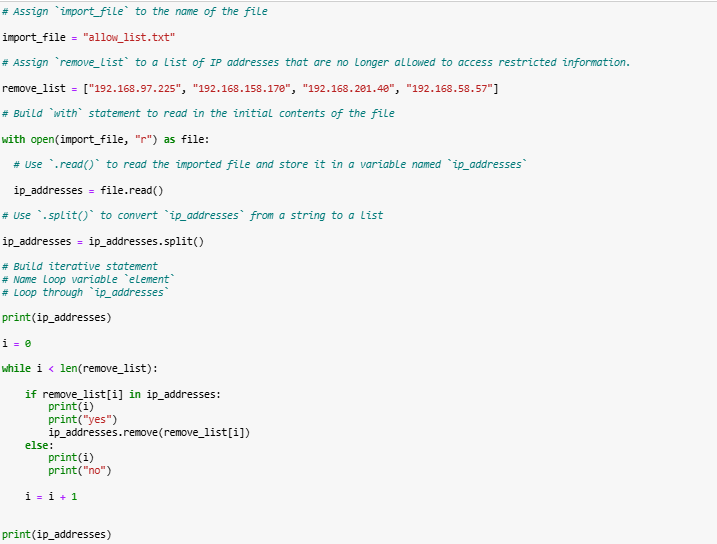 # Assign `import_file` to the name of the file
import_file = "allow_list.txt"
# Assign `remove_list` to a list of IP addresses that are no longer allowed to access restricted information.
remove_list = ["192.168.97.225", "192.168.158.170", "192.168.201.40", "192.168.58.57"]
# Build `with` statement to read in the initial contents of the file
with open(import_file, "r") as file:
  # Use `.read()` to read the imported file and store it in a variable named `ip_addresses`
  ip_addresses = file.read()
# Use `.split()` to convert `ip_addresses` from a string to a list
ip_addresses = ip_addresses.split()
# Build iterative statement
# Name loop variable `element`
# Loop through `ip_addresses`
print(ip_addresses)
i = 0
while i < len(remove_list):
    if remove_list[i] in ip_addresses:
        print(i)
        print("yes")
        ip_addresses.remove(remove_list[i])
    else:
        print(i)
        print("no")
    i = i + 1
print(ip_addresses)